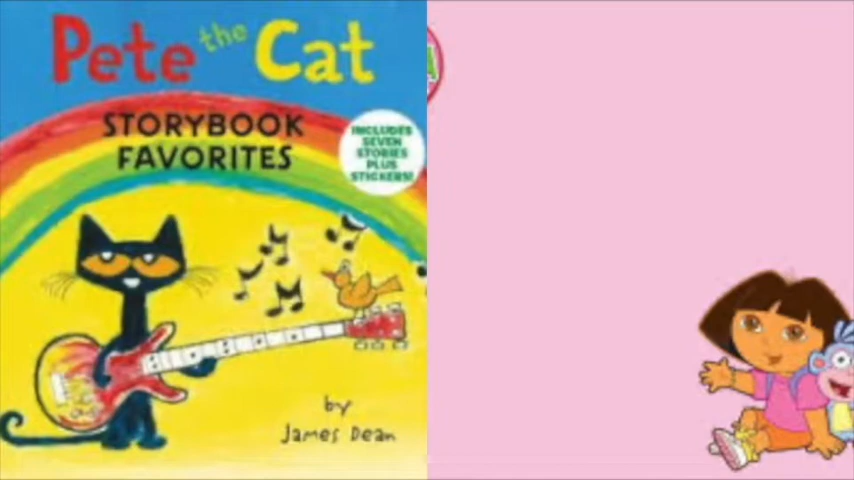 Pete the Cat
STORYBOOK
FAVORITES
INCLUDES
SEVEN
STORIES
PLUS
STICKERS!
by
James Dean